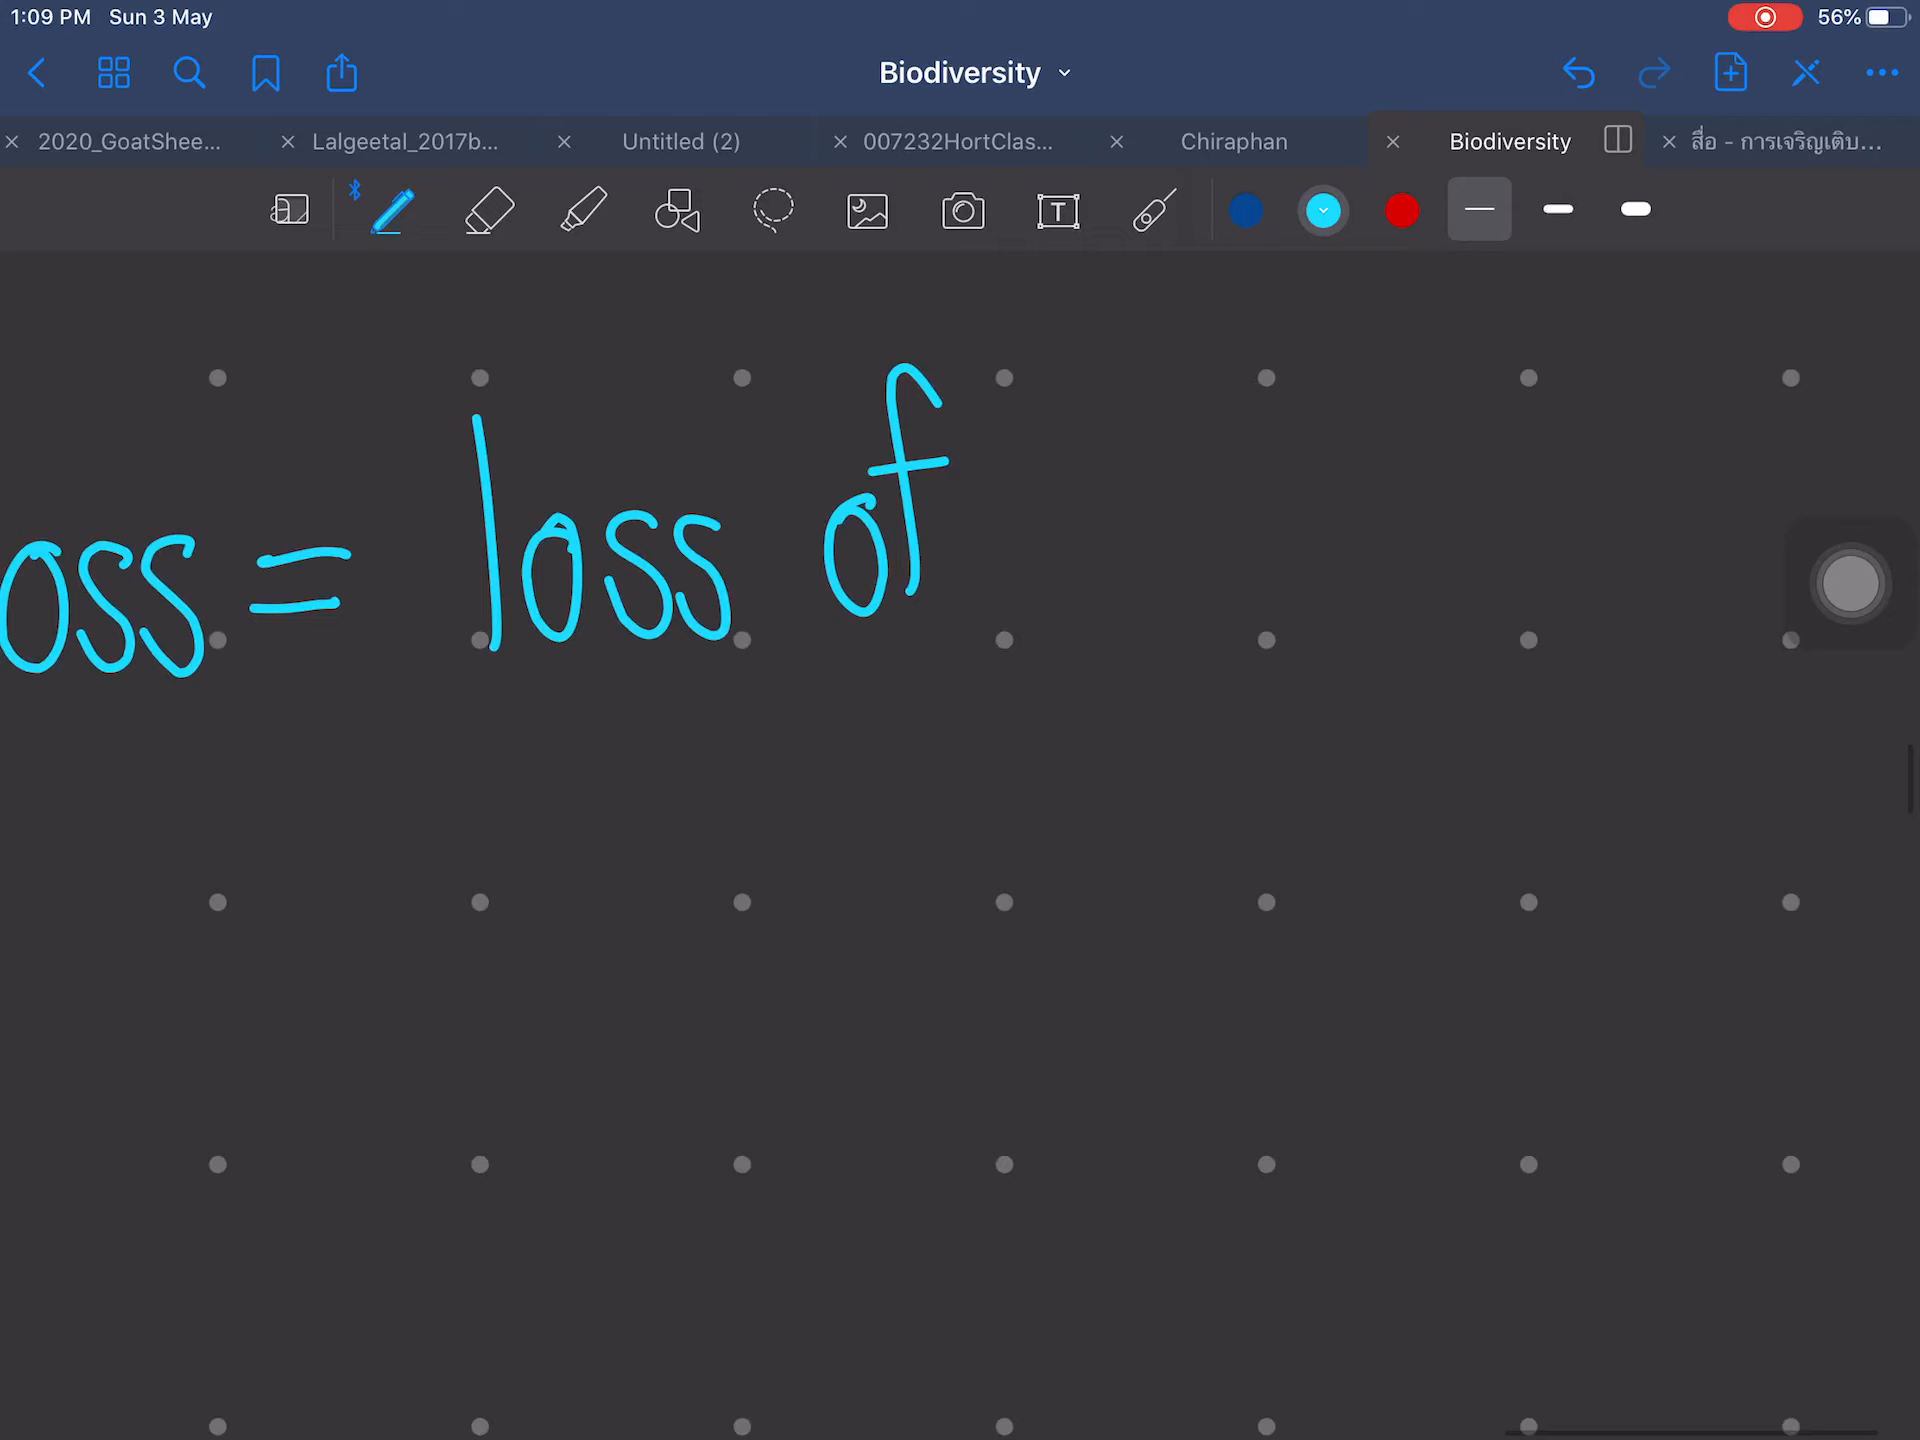 1:09 PM Sun 3 May 56%
Biodiversity
2020_GoatShee... Lalgeetal_2017b... Untitled (2) 007232HortClas... Chiraphan Biodiversity สื่อ - การเจริญเติบ...
oss = loss of